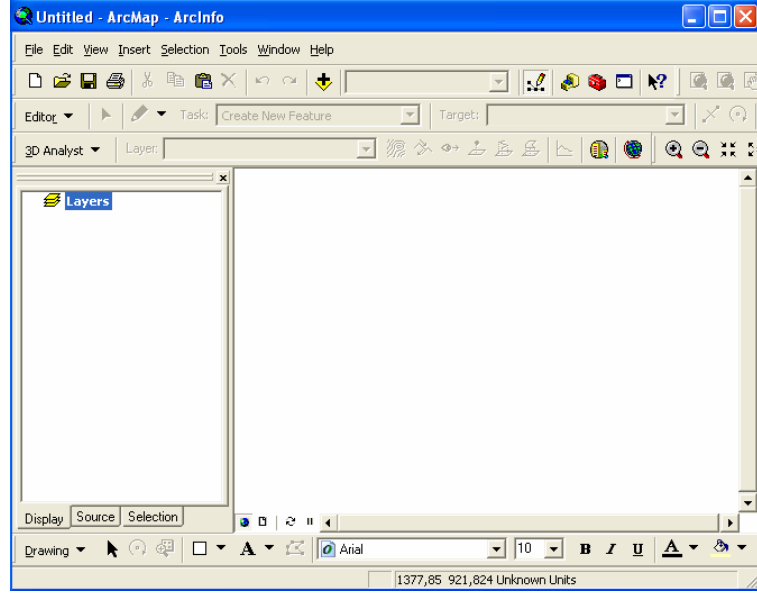 Untitled - ArcMap - ArcInfo
File Edit View Insert Selection Tools Window Help
Editor Task: Create New Feature Target:
3D Analyst Layer:
Layers
Display Source Selection
Drawing A Arial 10 B I U A
1377,85 921,824 Unknown Units